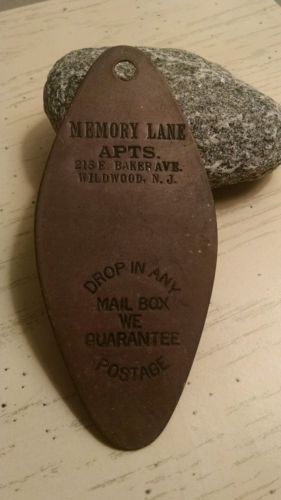 MEMORY LANE
APTS.
215 E. BAKER AVE.
WILDWOOD, N. J.
DROP IN ANY
MAIL BOX
WE
GUARANTEE
POSTAGE